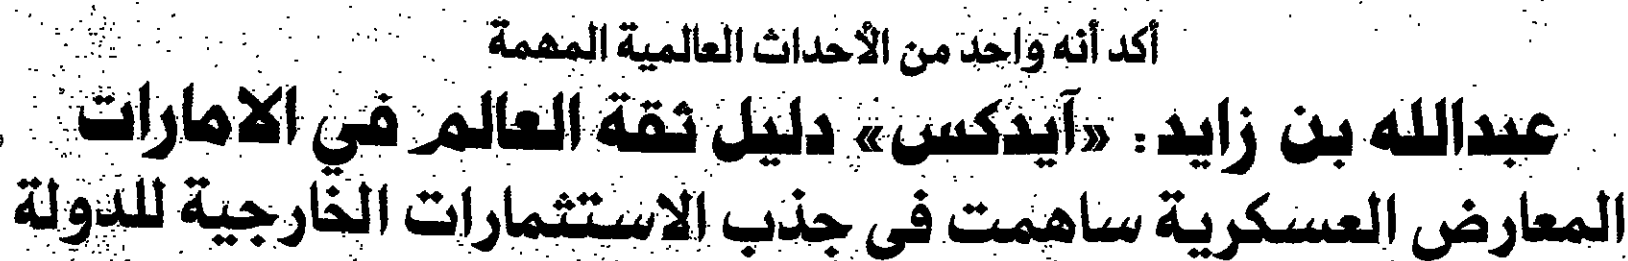 أكد أنه واحد من الأحداث العالمية المهمة
عبدالله بن زايد: «آيدكس» دليل ثقة العالم في الامارات
المعارض العسكرية ساهمت فى جذب الاستثمارات الخارجية للدولة